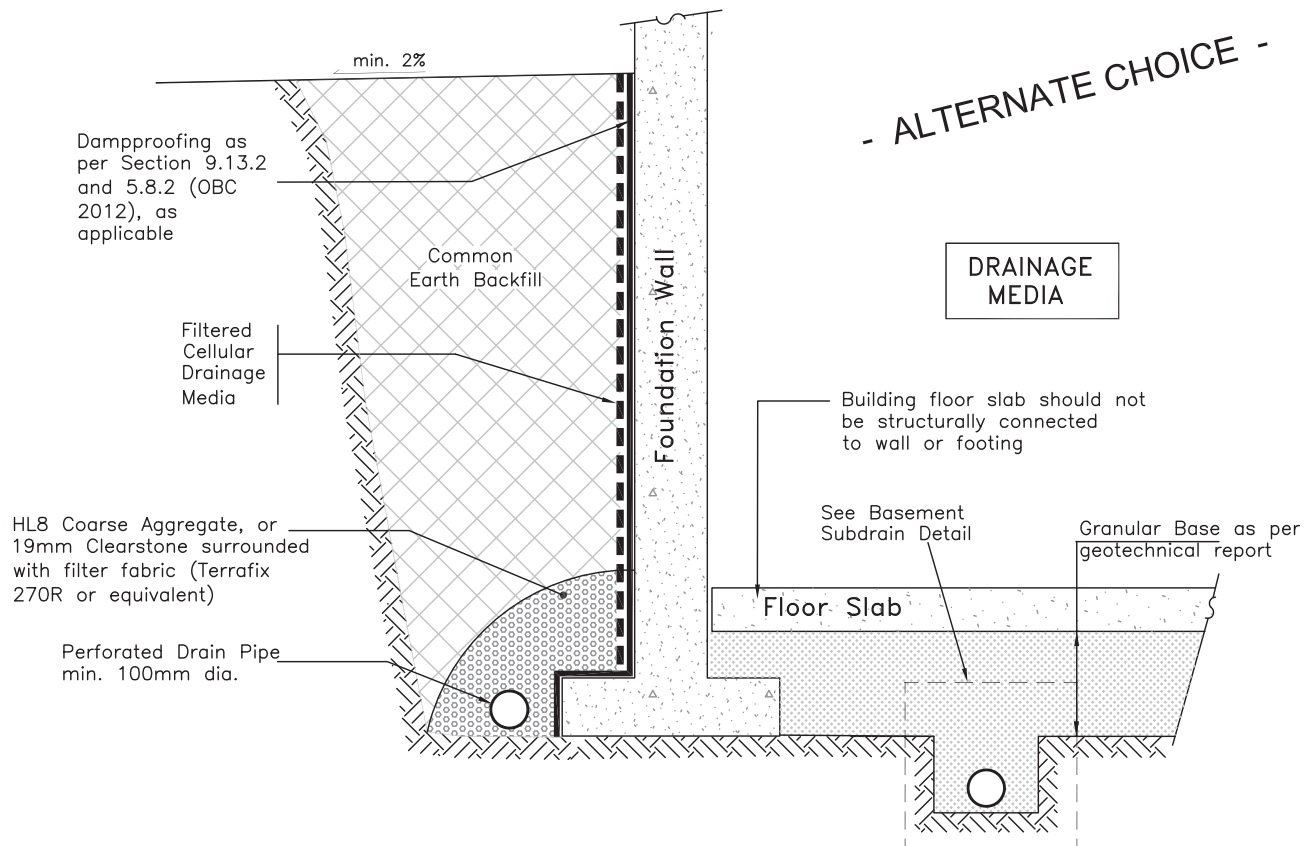 min. 2%
- ALTERNATE CHOICE -
Dampproofing as
per Section 9.13.2
and 5.8.2 (OBC
2012), as
applicable
Common
Earth Backfill
Foundation Wall
DRAINAGE
MEDIA
Filtered
Cellular
Drainage
Media
Building floor slab should not
be structurally connected
to wall or footing
See Basement
Subdrain Detail
Granular Base as per
geotechnical report
HL8 Coarse Aggregate, or
19mm Clearstone surrounded
with filter fabric (Terrafix
270R or equivalent)
Floor Slab
Perforated Drain Pipe
min. 100mm dia.